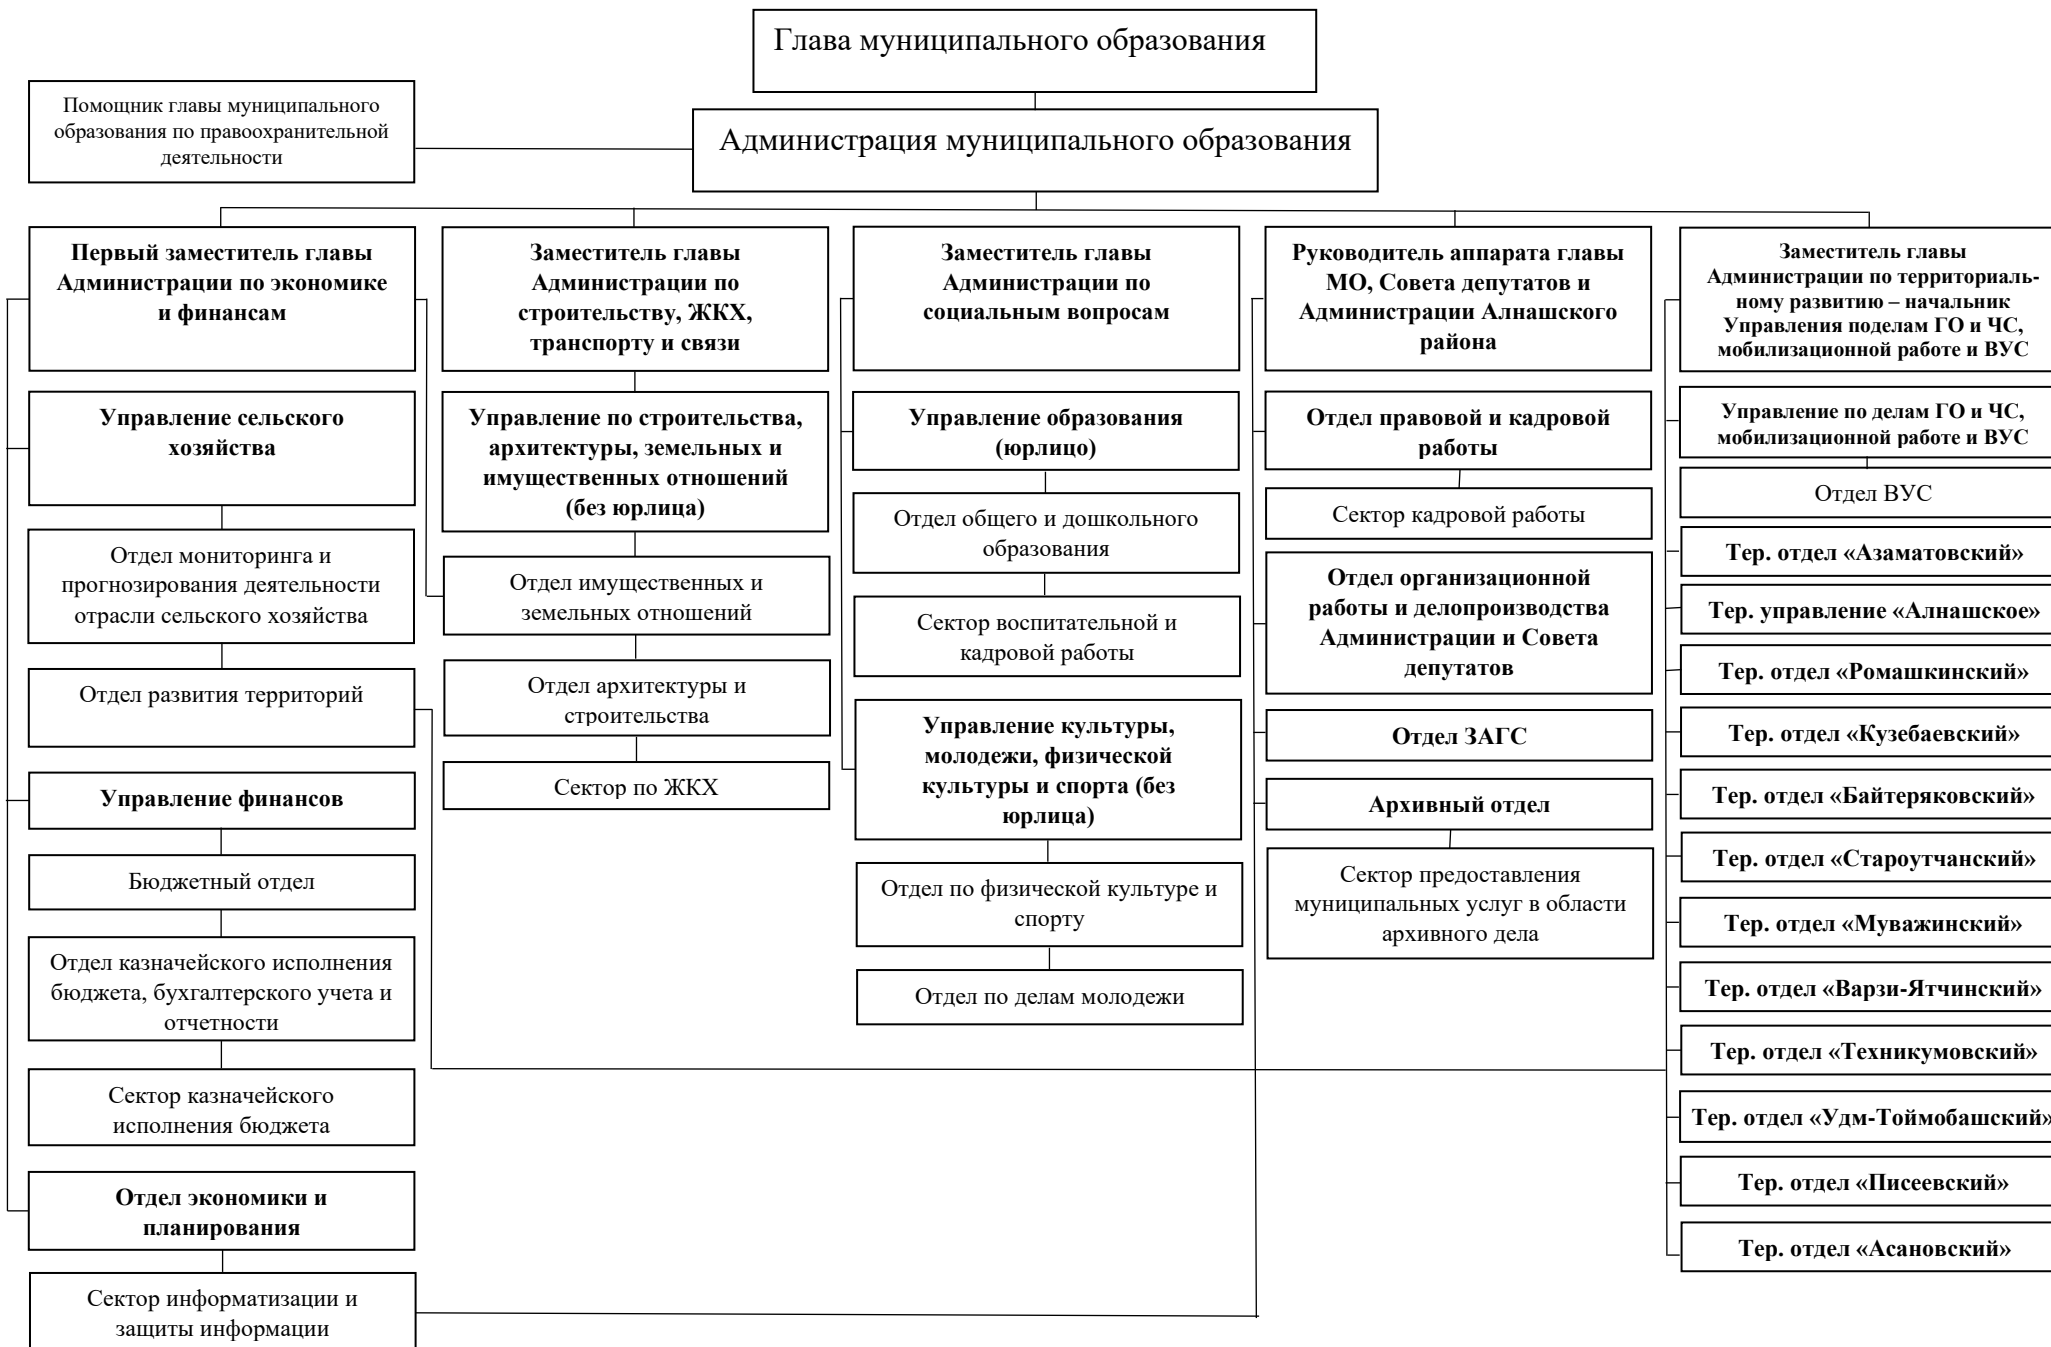 Глава муниципального образования
Помощник главы муниципального
образования по правоохранительной
деятельности
Администрация муниципального образования
Первый заместитель главы
Администрации по экономике
и финансам
Управление сельского
хозяйства
Отдел мониторинга и
прогнозирования деятельности
отрасли сельского хозяйства
Отдел развития территорий
Управление финансов
Бюджетный отдел
Отдел казначейского исполнения
бюджета, бухгалтерского учета и
отчетности
Сектор казначейского
исполнения бюджета
Отдел экономики и
планирования
Сектор информатизации и
защиты информации
Заместитель главы
Администрации по
строительству, ЖКХ,
транспорту и связи
Управление по строительства,
архитектуры, земельных и
имущественных отношений
(без юрлица)
Отдел имущественных и
земельных отношений
Отдел архитектуры и
строительства
Сектор по ЖКХ
Заместитель главы
Администрации по
социальным вопросам
Управление образования
(юрлицо)
Отдел общего и дошкольного
образования
Сектор воспитательной и
кадровой работы
Управление культуры,
молодежи, физической
культуры и спорта (без
юрлица)
Отдел по физической культуре и
спорту
Отдел по делам молодежи
Руководитель аппарата главы
МО, Совета депутатов и
Администрации Алнашского
района
Отдел правовой и кадровой
работы
Сектор кадровой работы
Отдел организационной
работы и делопроизводства
Администрации и Совета
депутатов
Отдел ЗАГС
Архивный отдел
Сектор предоставления
муниципальных услуг в области
архивного дела
Заместитель главы
Администрации по территориаль-
ному развитию – начальник
Управления поделам ГО и ЧС,
мобилизационной работе и ВУС
Управление по делам ГО и ЧС,
мобилизационной работе и ВУС
Отдел ВУС
Тер. отдел «Азаматовский»
Тер. управление «Алнашское»
Тер. отдел «Ромашкинский»
Тер. отдел «Кузебаевский»
Тер. отдел «Байтеряковский»
Тер. отдел «Староутчанский»
Тер. отдел «Муважинский»
Тер. отдел «Варзи-Ятчинский»
Тер. отдел «Техникумовский»
Тер. отдел «Удм-Тоймобашский»
Тер. отдел «Писеевский»
Тер. отдел «Асановский»